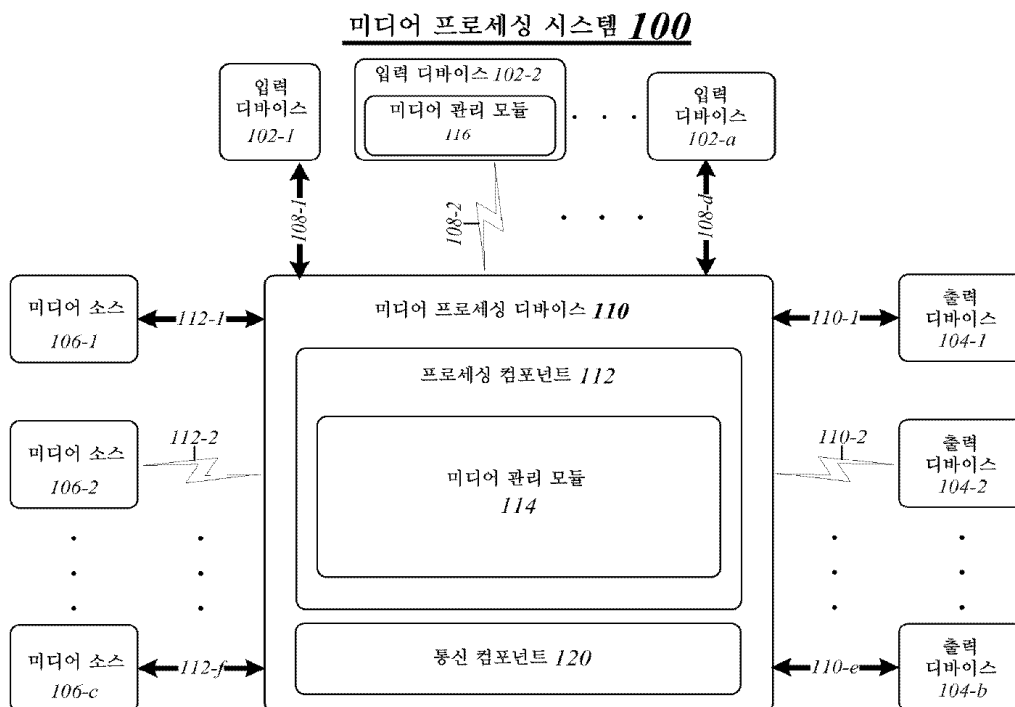 미디어 프로세싱 시스템 100
입력
디바이스
102-1
입력 디바이스 102-2
미디어 관리 모듈
116
입력
디바이스
102-a
108-1
108-2
108-d
미디어 소스
106-1
112-1
미디어 프로세싱 디바이스 110
110-1
출력
디바이스
104-1
프로세싱 컴포넌트 112
미디어 소스
106-2
112-2
미디어 관리 모듈
114
110-2
출력
디바이스
104-2
미디어 소스
106-c
112-f
통신 컴포넌트 120
110-e
출력
디바이스
104-b